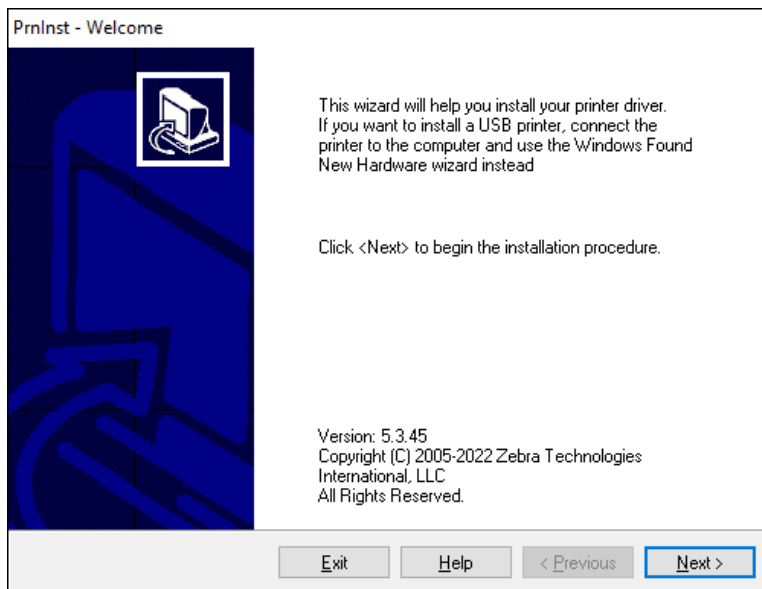 PrnInst - Welcome
This wizard will help you install your printer driver.
If you want to install a USB printer, connect the
printer to the computer and use the Windows Found
New Hardware wizard instead
Click <Next> to begin the installation procedure.
Version: 5.3.45
Copyright (C) 2005-2022 Zebra Technologies
International, LLC
All Rights Reserved.
Exit
Help
< Previous
Next >